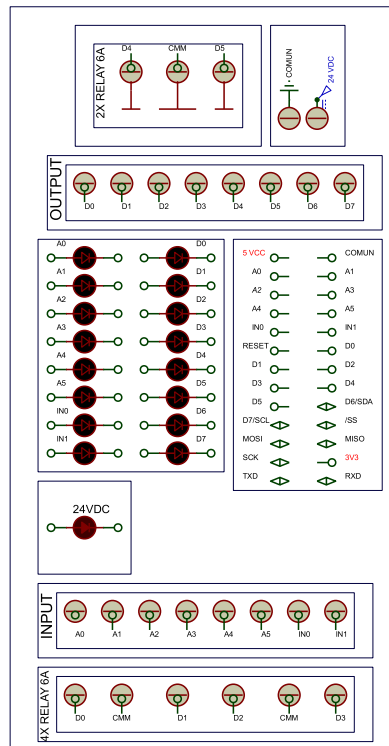 2X RELAY 6A
D4 CMM D5
COMUN
24 VDC
OUTPUT
D0 D1 D2 D3 D4 D5 D6 D7
A0 D0
A1 D1
A2 D2
A3 D3
A4 D4
A5 D5
IN0 D6
IN1 D7
5 VCC COMUN
A0 A1
A2 A3
A4 A5
IN0 IN1
RESET D0
D1 D2
D3 D4
D5 D6/SDA
D7/SCL /SS
MOSI MISO
SCK 3V3
TXD RXD
24VDC
INPUT
A0 A1 A2 A3 A4 A5 IN0 IN1
4X RELAY 6A
D0 CMM D1 D2 CMM D3